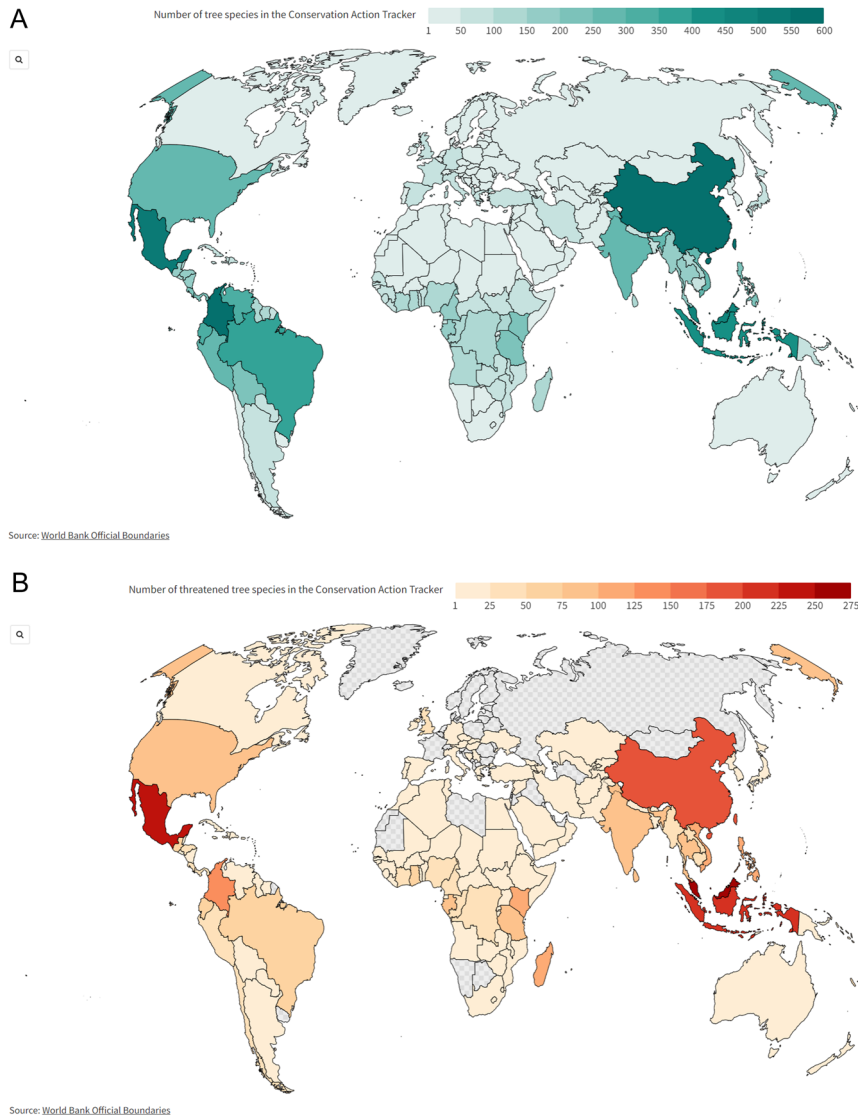 A
Number of tree species in the Conservation Action Tracker
1 50 100 150 200 250 300 350 400 450 500 550 600
Source: World Bank Official Boundaries
B
Number of threatened tree species in the Conservation Action Tracker
1 25 50 75 100 125 150 175 200 225 250 275
Source: World Bank Official Boundaries